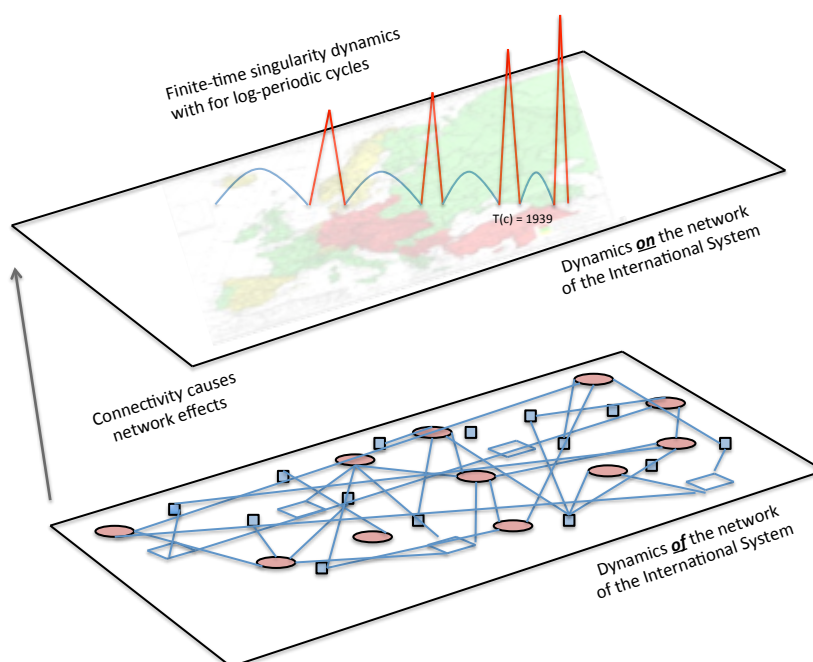 Finite-time singularity dynamics
with for log-periodic cycles
T(c) = 1939
Dynamics on the network
of the International System
Connectivity causes
network effects
Dynamics of the network
of the International System